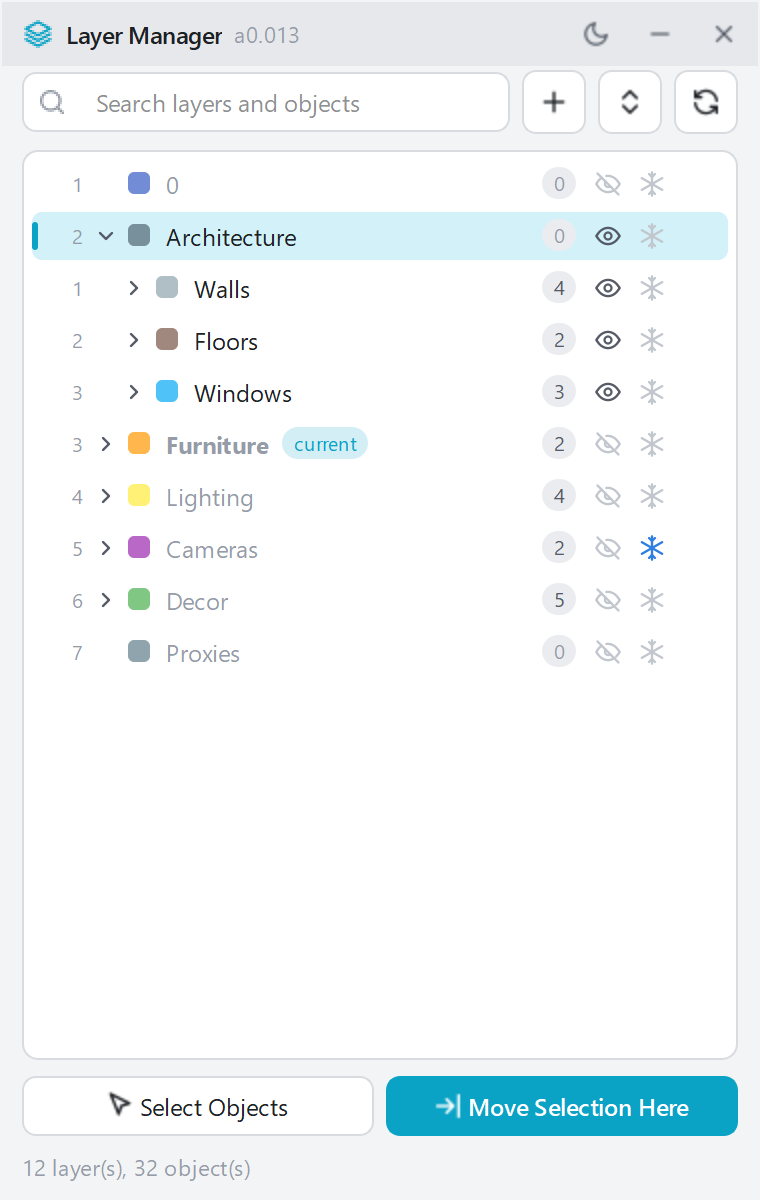 Layer Manager a0.013
Search layers and objects
1 0 0
2 Architecture 0
1 Walls 4
2 Floors 2
3 Windows 3
3 Furniture current 2
4 Lighting 4
5 Cameras 2
6 Decor 5
7 Proxies 0
Select Objects Move Selection Here
12 layer(s), 32 object(s)